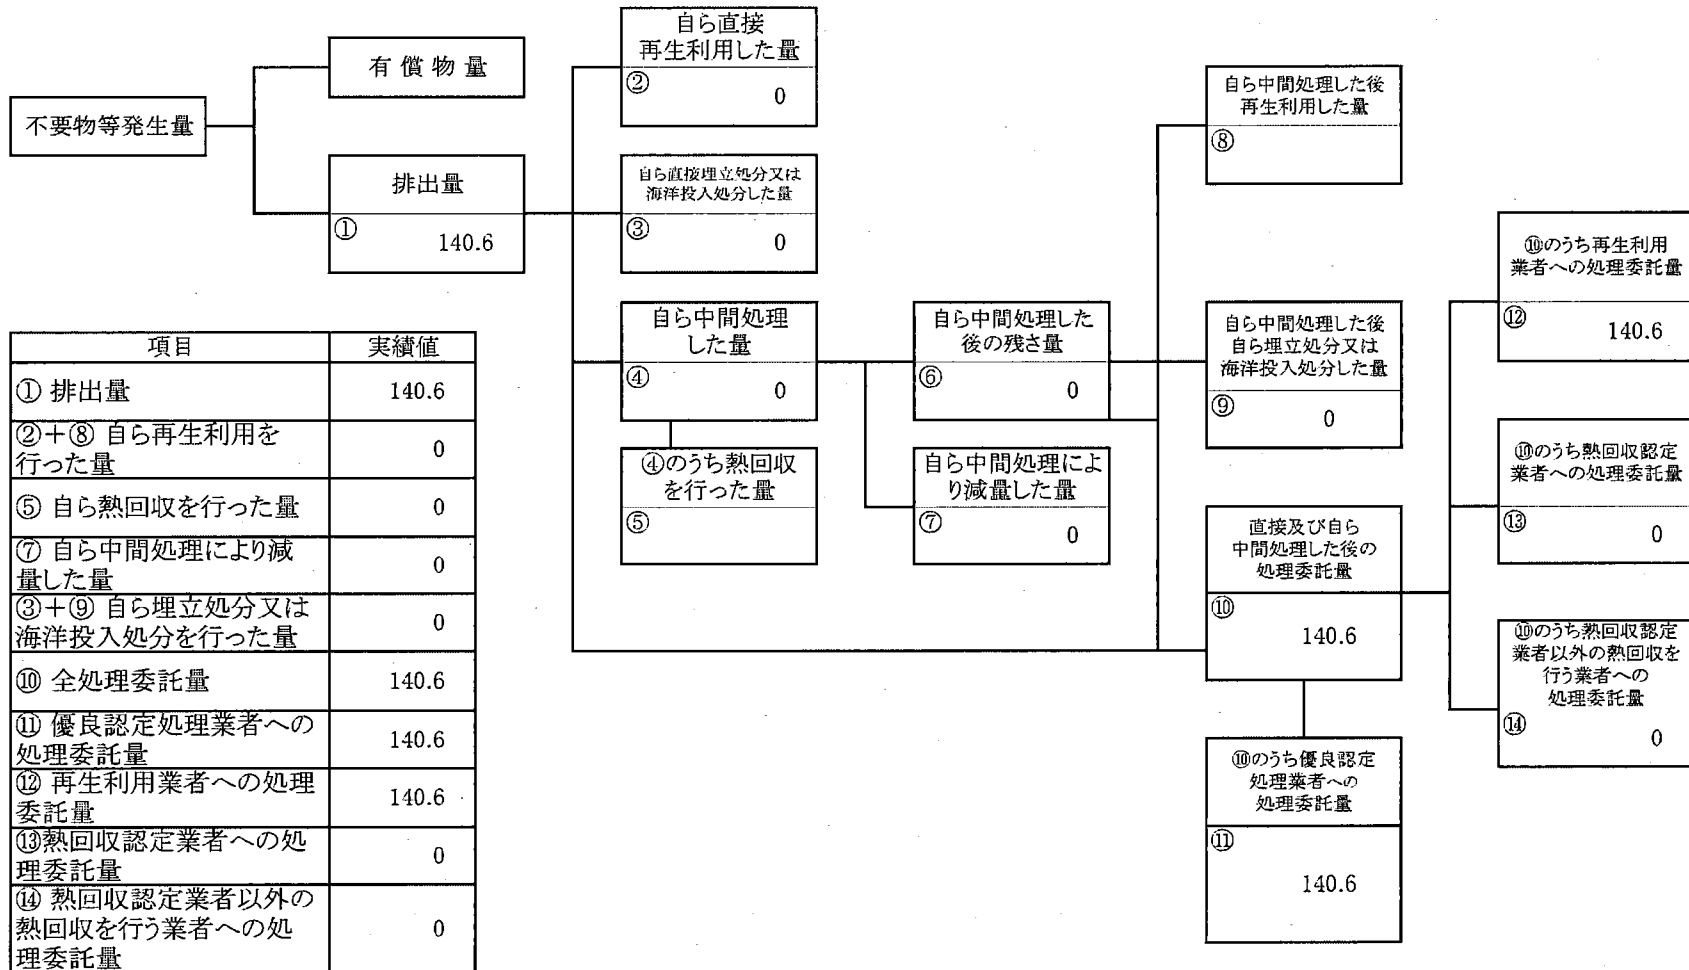 不要物等発生量
有償物量
排出量
①
140.6
自ら直接
再生利用した量
②
0
自ら直接埋立処分又は
海洋投入処分した量
③
0
自ら中間処理
した量
④
0
④のうち熱回収
を行った量
⑤
自ら中間処理した
後の残さ量
⑥
0
自ら中間処理によ
り減量した量
⑦
0
自ら中間処理した後
再生利用した量
⑧
自ら中間処理した後
自ら埋立処分又は
海洋投入処分した量
⑨
0
直接及び自ら
中間処理した後の
処理委託量
⑩
140.6
⑩のうち優良認定
処理業者への
処理委託量
⑪
140.6
⑩のうち再生利用
業者への処理委託量
⑫
140.6
⑩のうち熱回収認定
業者への処理委託量
⑬
0
⑩のうち熱回収認定
業者以外の熱回収を
行う業者への
処理委託量
⑭
0
項目 実績値
① 排出量 140.6
②+⑧ 自ら再生利用を
行った量 0
⑤ 自ら熱回収を行った量 0
⑦ 自ら中間処理により減
量した量 0
③+⑨ 自ら埋立処分又は
海洋投入処分を行った量 0
⑩ 全処理委託量 140.6
⑪ 優良認定処理業者への
処理委託量 140.6
⑫ 再生利用業者への処理
委託量 140.6
⑬熱回収認定業者への処
理委託量 0
⑭ 熱回収認定業者以外の
熱回収を行う業者への処
理委託量 0